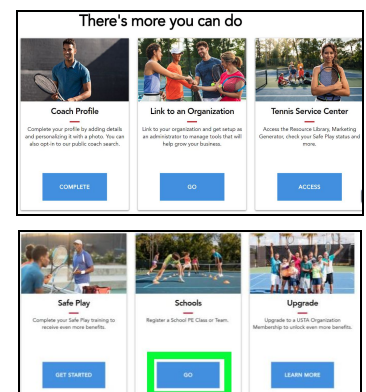 There's more you can do
Coach Profile
Complete your profile by adding details
and personalizing it with a photo. You can
also opt-in to our public coach search.
COMPLETE
Link to an Organization
Link to your organization and get setup as
an administrator to manage tools that will
help grow your business.
GO
Tennis Service Center
Access the Resource Library, Marketing
Generator, check your Safe Play status and
more.
ACCESS
Safe Play
Complete your Safe Play training to
receive even more benefits.
GET STARTED
Schools
Register a School PE Class or Team.
GO
Upgrade
Upgrade to a USTA Organization
Membership to unlock even more benefits.
LEARN MORE